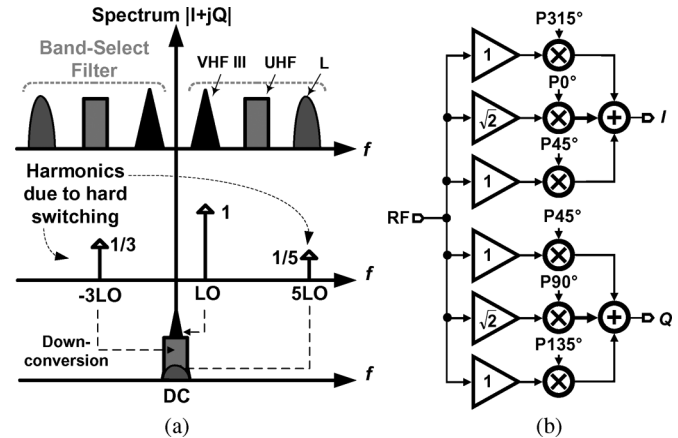 Spectrum |I+jQ|
Band-Select
Filter
VHF III
UHF
L
f
Harmonics
due to hard
switching
1/3
1
1/5
f
-3LO
LO
5LO
Down-
conversion
f
DC
(a)
P315°
1
P0°
√2
I
P45°
1
RF
P45°
1
P90°
√2
Q
P135°
1
(b)